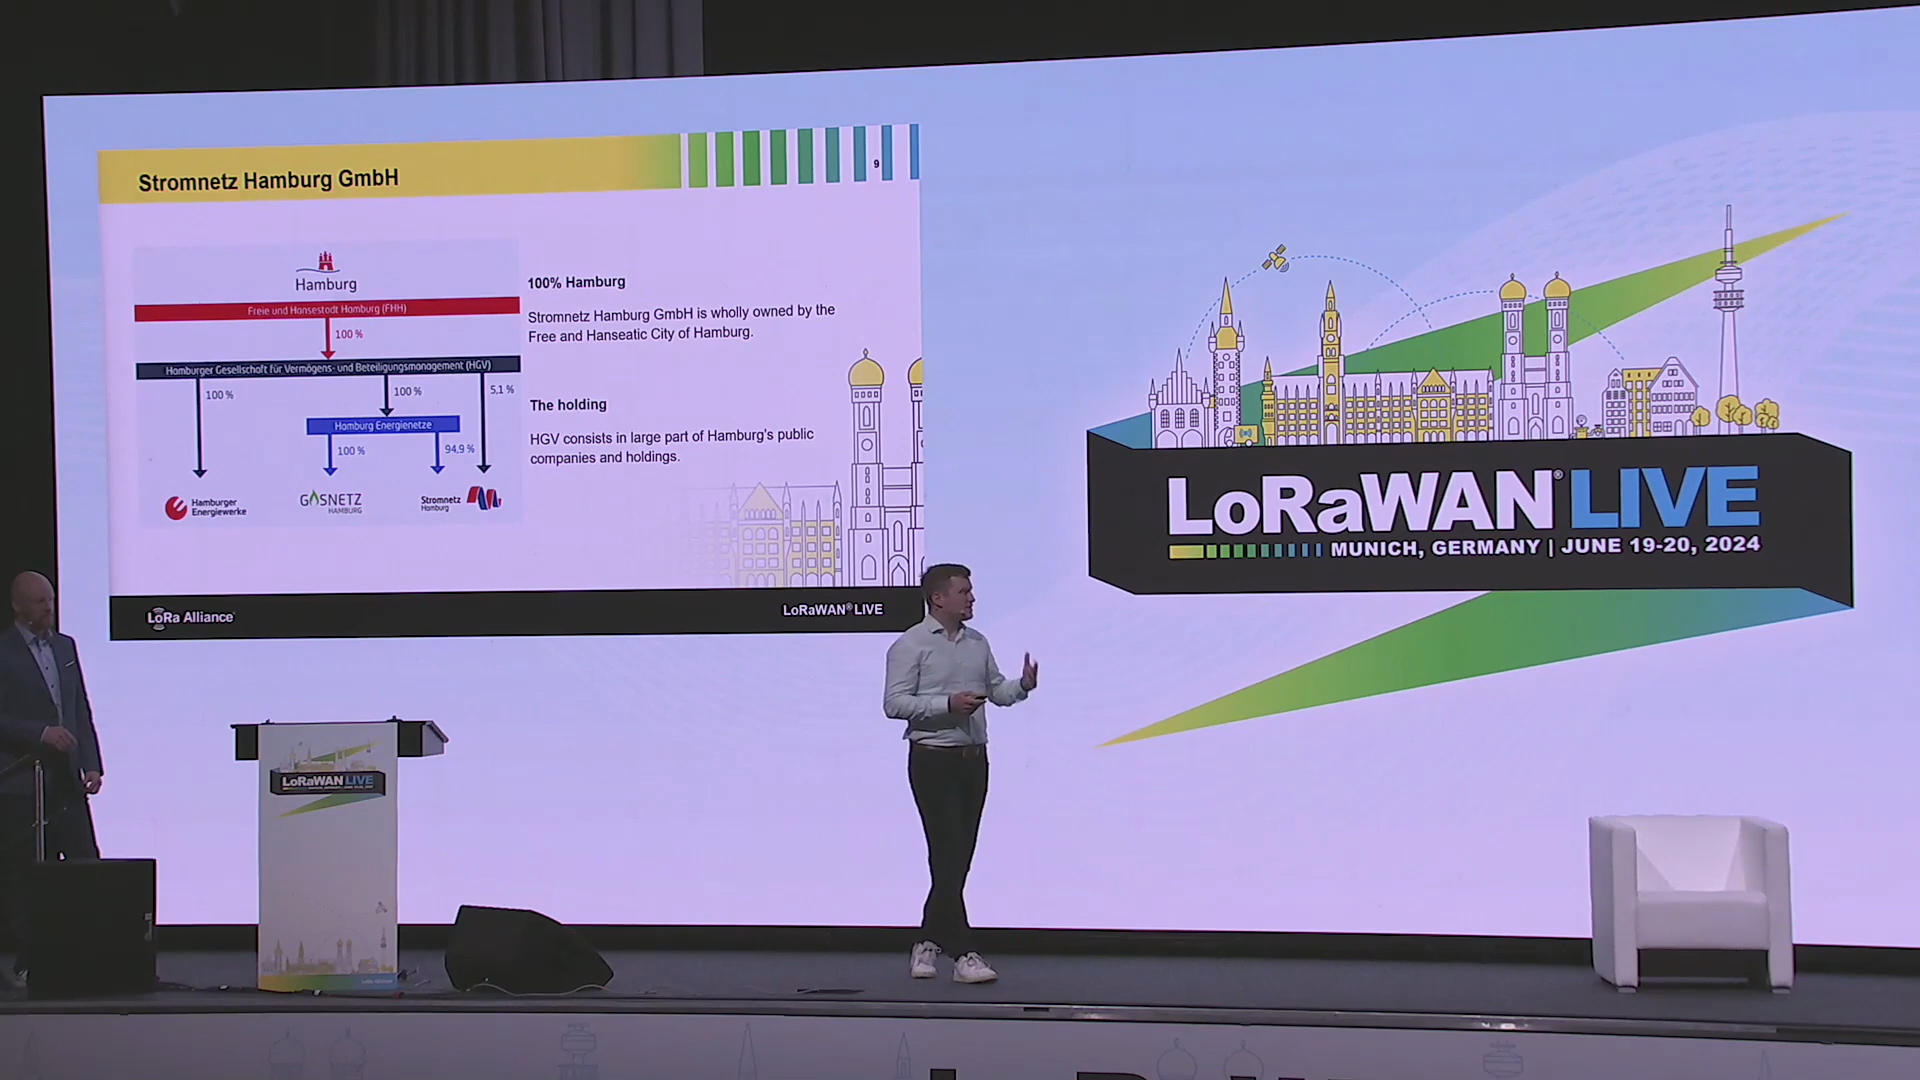 Stromnetz Hamburg GmbH
9
Hamburg
Freie und Hansestadt Hamburg (FHH)
100 %
Hamburger Gesellschaft für Vermögens- und Beteiligungsmanagement (HGV)
100 %
100 %
5,1 %
Hamburg Energienetze
100 %
94,9 %
Hamburger
Energiewerke
GASNETZ
HAMBURG
Stromnetz
Hamburg
100% Hamburg
Stromnetz Hamburg GmbH is wholly owned by the
Free and Hanseatic City of Hamburg.
The holding
HGV consists in large part of Hamburg's public
companies and holdings.
LoRa Alliance
LoRaWAN® LIVE
LoRaWAN® LIVE
MUNICH, GERMANY | JUNE 19-20, 2024
LoRaWAN LIVE